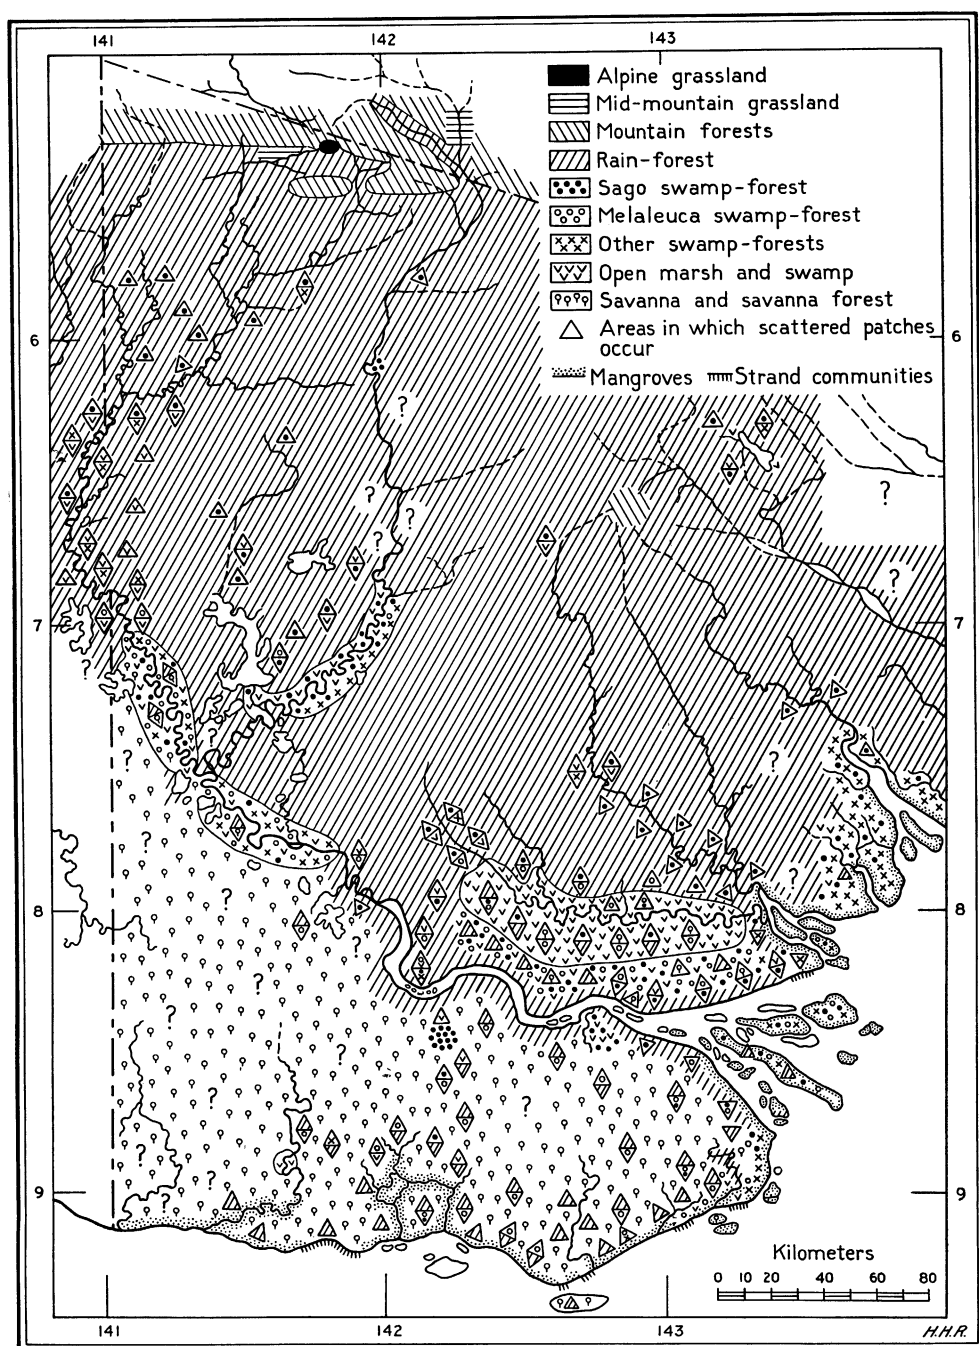 141 142 143
Alpine grassland
Mid-mountain grassland
Mountain forests
Rain-forest
Sago swamp-forest
Melaleuca swamp-forest
Other swamp-forests
Open marsh and swamp
Savanna and savanna forest
Areas in which scattered patches
occur
Mangroves Strand communities
6 6
? ? ? ? ?
? ?
7 7
? ? ? ? ?
? ? ?
8 8
? ? ? ? ? ?
? ? ? ?
9 9
Kilometers
0 10 20 40 60 80
141 142 143
H.H.R.